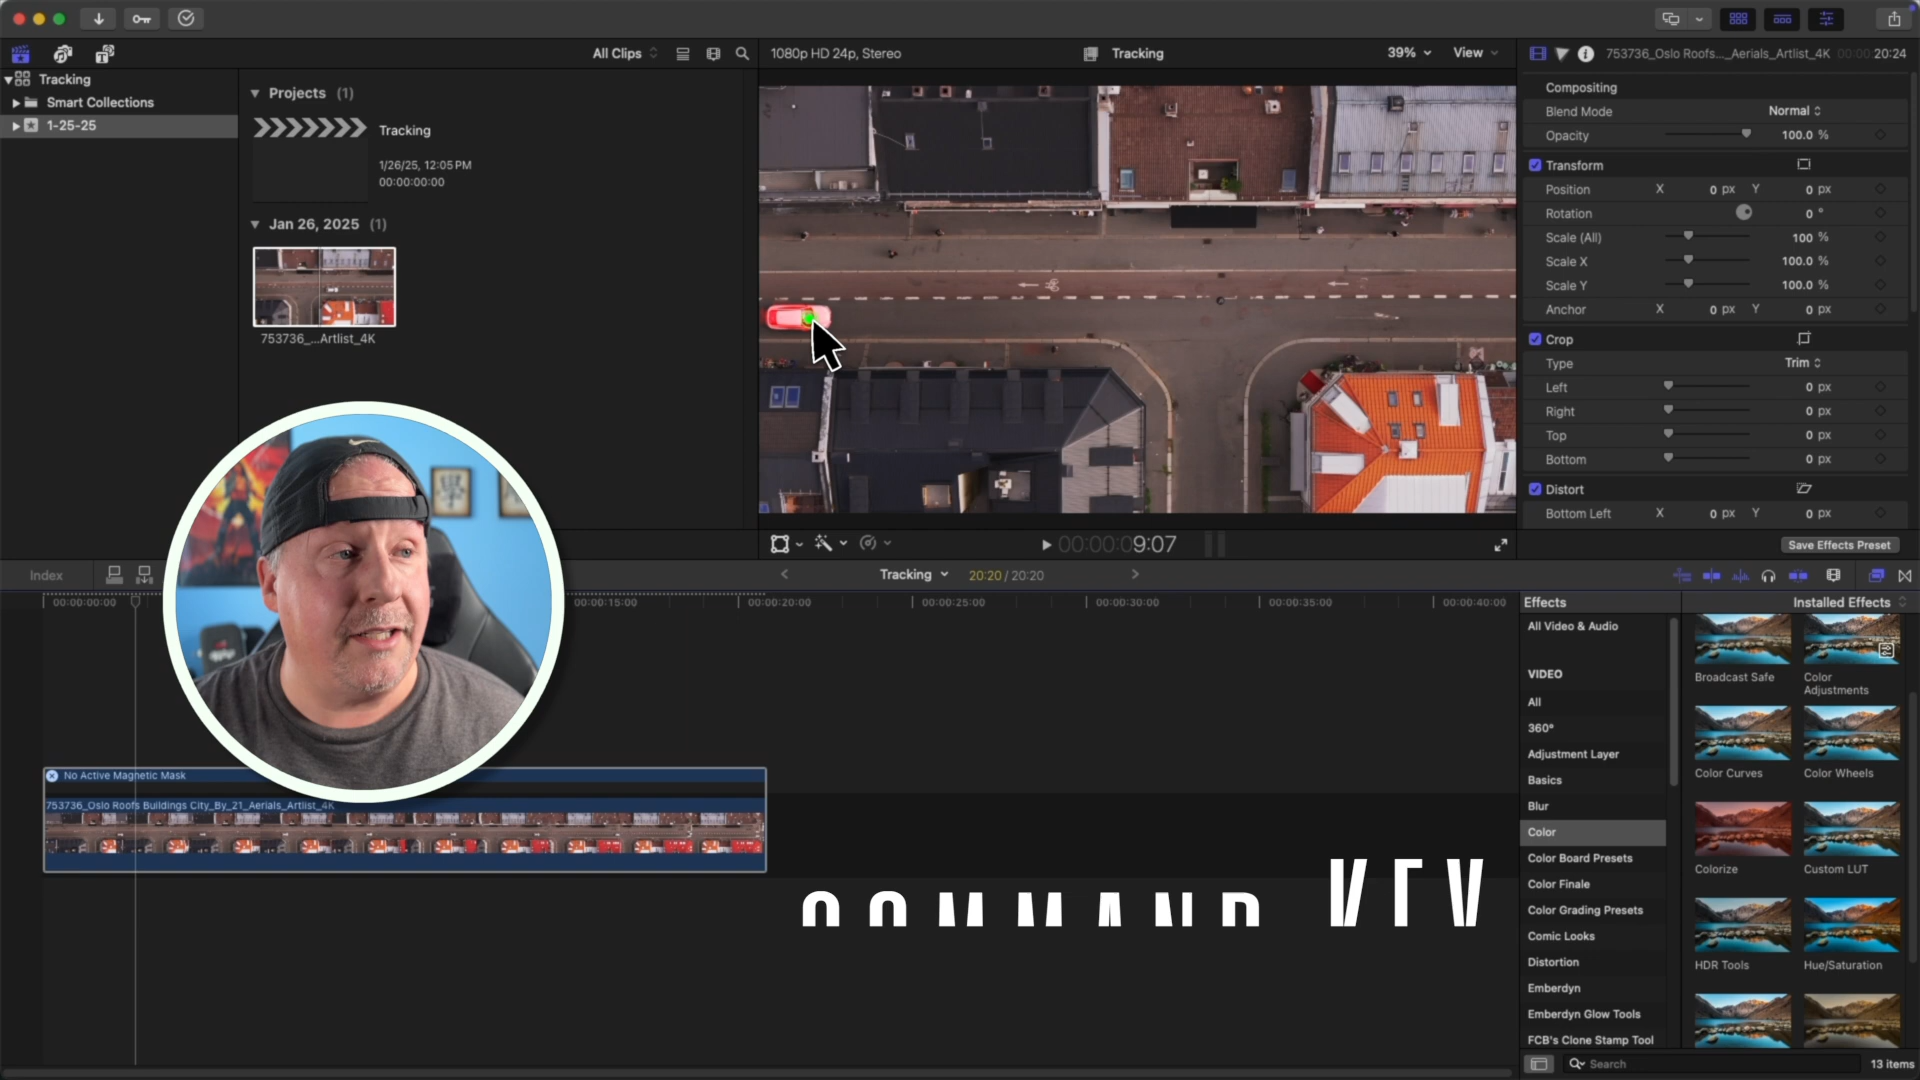 All Clips
1080p HD 24p, Stereo
Tracking
39%
View
753736_Oslo Roofs..._Aerials_Artlist_4K
00:00:20:24
Tracking
Smart Collections
1-25-25
Projects (1)
Tracking
1/26/25, 12:05 PM
00:00:00:00
Jan 26, 2025 (1)
753736_...Artlist_4K
Compositing
Blend Mode Normal
Opacity 100.0 %
Transform
Position X 0 px Y 0 px
Rotation 0 °
Scale (All) 100 %
Scale X 100.0 %
Scale Y 100.0 %
Anchor X 0 px Y 0 px
Crop
Type Trim
Left 0 px
Right 0 px
Top 0 px
Bottom 0 px
Distort
Bottom Left X 0 px Y 0 px
Save Effects Preset
00:00:09:07
Index
Tracking
20:20 / 20:20
00:00:00:00
00:00:15:00
00:00:20:00
00:00:25:00
00:00:30:00
00:00:35:00
00:00:40:00
No Active Magnetic Mask
753736_Oslo Roofs Buildings City_By_21_Aerials_Artlist_4K
COMMAND KEY
Effects
Installed Effects
All Video & Audio
VIDEO
All
360°
Adjustment Layer
Basics
Blur
Color
Color Board Presets
Color Finale
Color Grading Presets
Comic Looks
Distortion
Emberdyn
Emberdyn Glow Tools
FCB's Clone Stamp Tool
Broadcast Safe
Color Adjustments
Color Curves
Color Wheels
Colorize
Custom LUT
HDR Tools
Hue/Saturation
Search
13 items